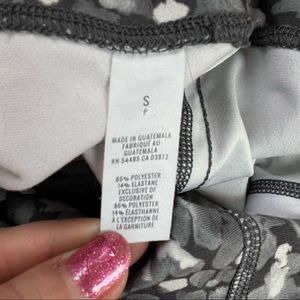 S
P
MADE IN GUATEMALA
FABRIQUÉ AU
GUATEMALA
RN 54485 CA 03873
86% POLYESTER
14% ELASTANE
EXCLUSIVE OF
DECORATION
86% POLYESTER
14% ÉLASTHANNE
À L'EXCEPTION DE
LA GARNITURE